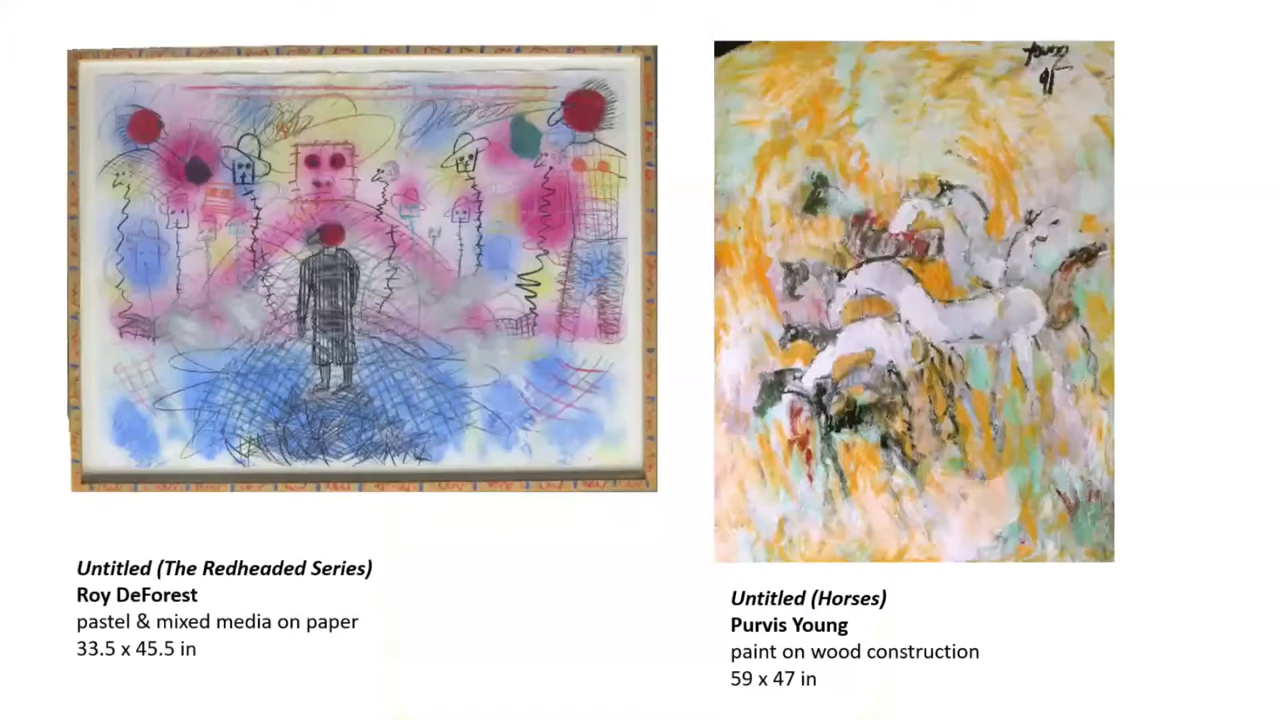 Untitled (The Redheaded Series)
Roy DeForest
pastel & mixed media on paper
33.5 x 45.5 in
Young
Untitled (Horses)
Purvis Young
paint on wood construction
59 x 47 in